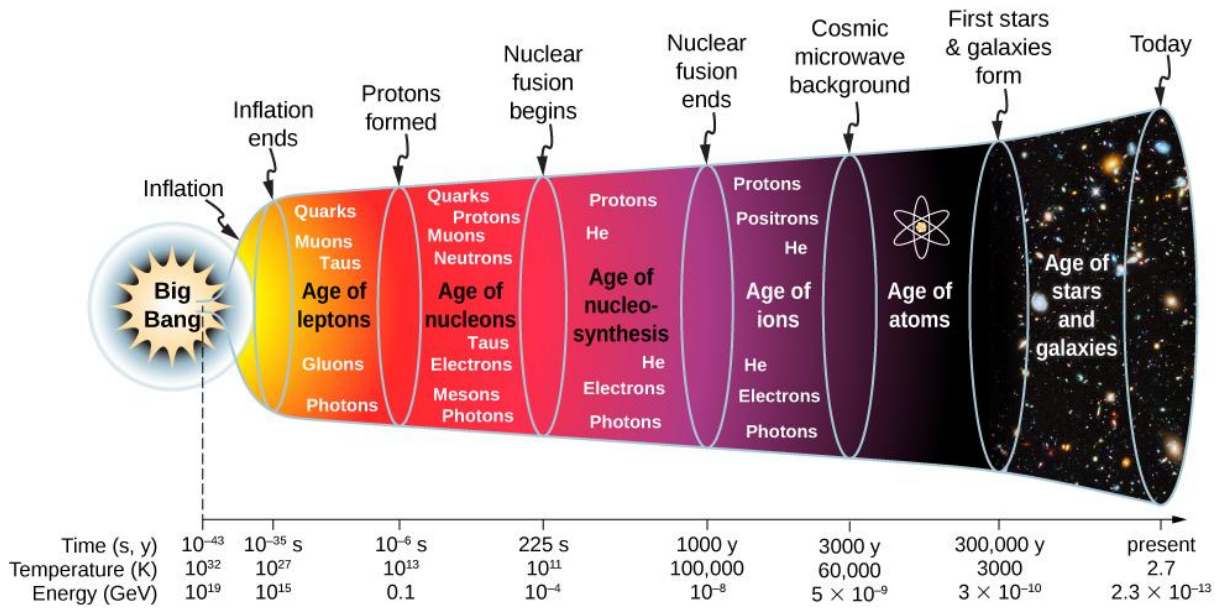 Inflation
Inflation
ends
Protons
formed
Nuclear
fusion
begins
Nuclear
fusion
ends
Cosmic
microwave
background
First stars
& galaxies
form
Today
Big
Bang
Quarks
Muons
Taus
Age of
leptons
Gluons
Photons
Quarks
Protons
Muons
Neutrons
Age of
nucleons
Taus
Electrons
Mesons
Photons
Protons
He
Age of
nucleo-
synthesis
He
Electrons
Photons
Protons
Positrons
He
Age of
ions
He
Electrons
Photons
Age of
atoms
Age of
stars
and
galaxies
Time (s, y) 10⁻⁴³ 10⁻³⁵ s 10⁻⁶ s 225 s 1000 y 3000 y 300,000 y present
Temperature (K) 10³² 10²⁷ 10¹³ 10¹¹ 100,000 60,000 3000 2.7
Energy (GeV) 10¹⁹ 10¹⁵ 0.1 10⁻⁴ 10⁻⁸ 5 × 10⁻⁹ 3 × 10⁻¹⁰ 2.3 × 10⁻¹³